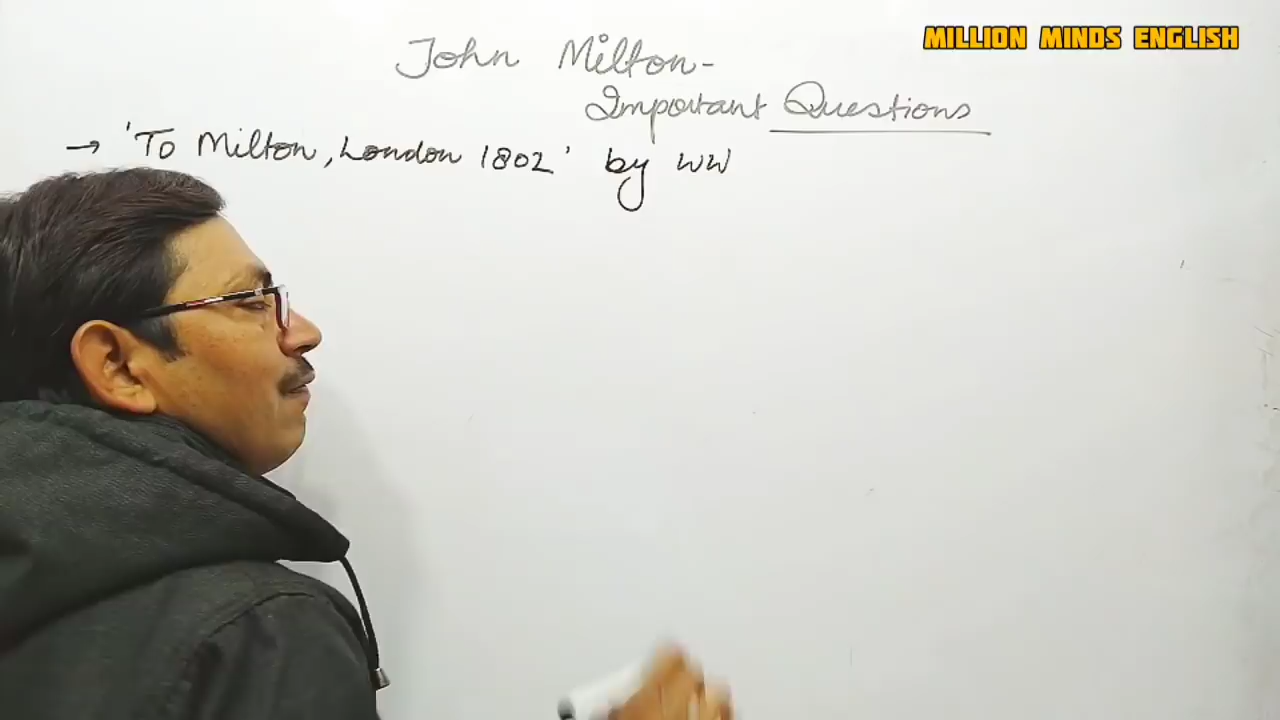 MILLION MINDS ENGLISH
John Milton-
Important Questions
→ 'To Milton, London 1802' by WW